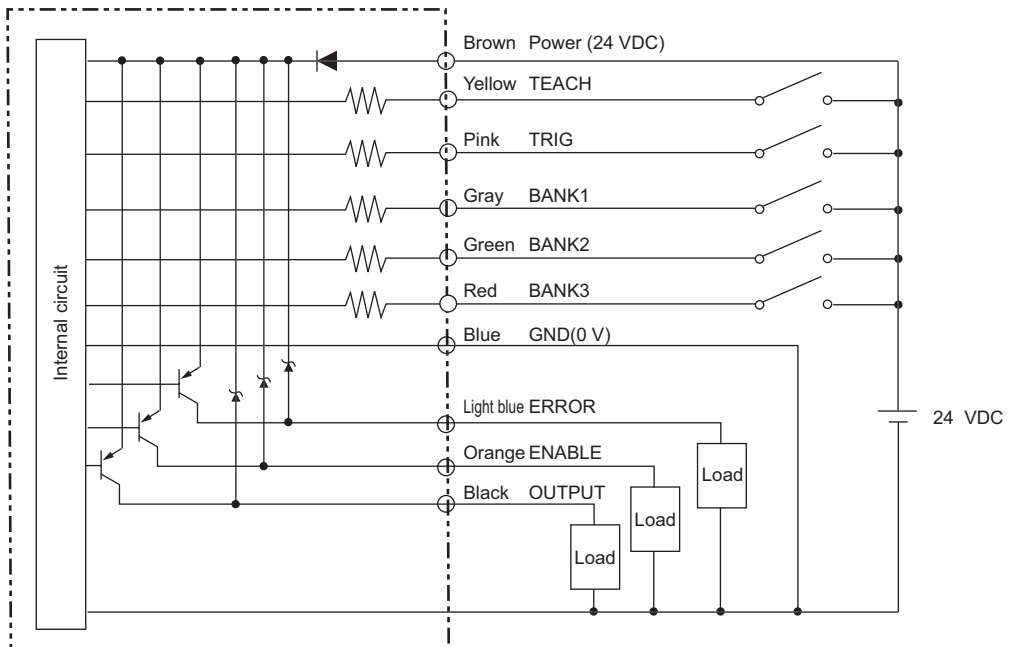 Brown Power (24 VDC)
Yellow TEACH
Pink TRIG
Gray BANK1
Green BANK2
Red BANK3
Blue GND(0 V)
Internal circuit
Light blue ERROR
24 VDC
Orange ENABLE
Load
Black OUTPUT
Load
Load